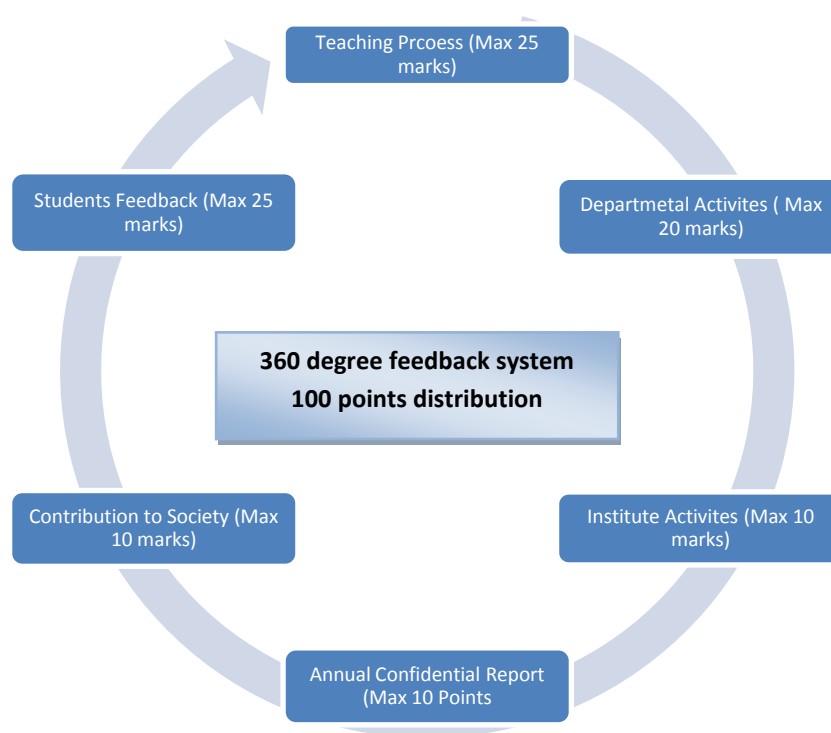 Teaching Prcoess (Max 25
marks)
Departmetal Activites ( Max
20 marks)
Institute Activites (Max 10
marks)
Annual Confidential Report
(Max 10 Points
Contribution to Society (Max
10 marks)
Students Feedback (Max 25
marks)
360 degree feedback system
100 points distribution